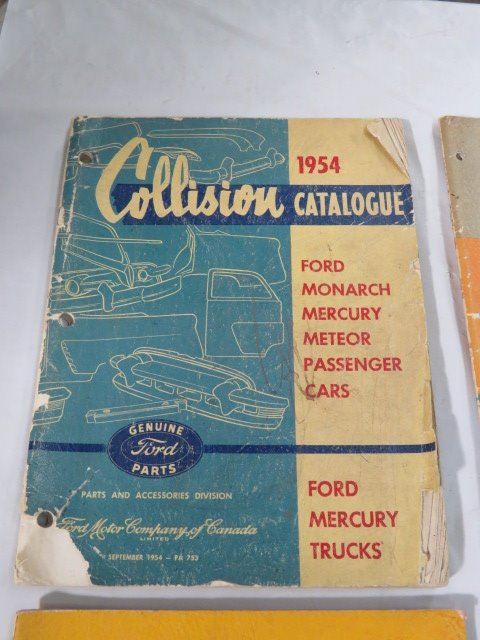 1954
Collision CATALOGUE
FORD
MONARCH
MERCURY
METEOR
PASSENGER
CARS
GENUINE
Ford
PARTS
PARTS AND ACCESSORIES DIVISION
Ford Motor Company of Canada
LIMITED
SEPTEMBER 1954 – PA 753
FORD
MERCURY
TRUCKS